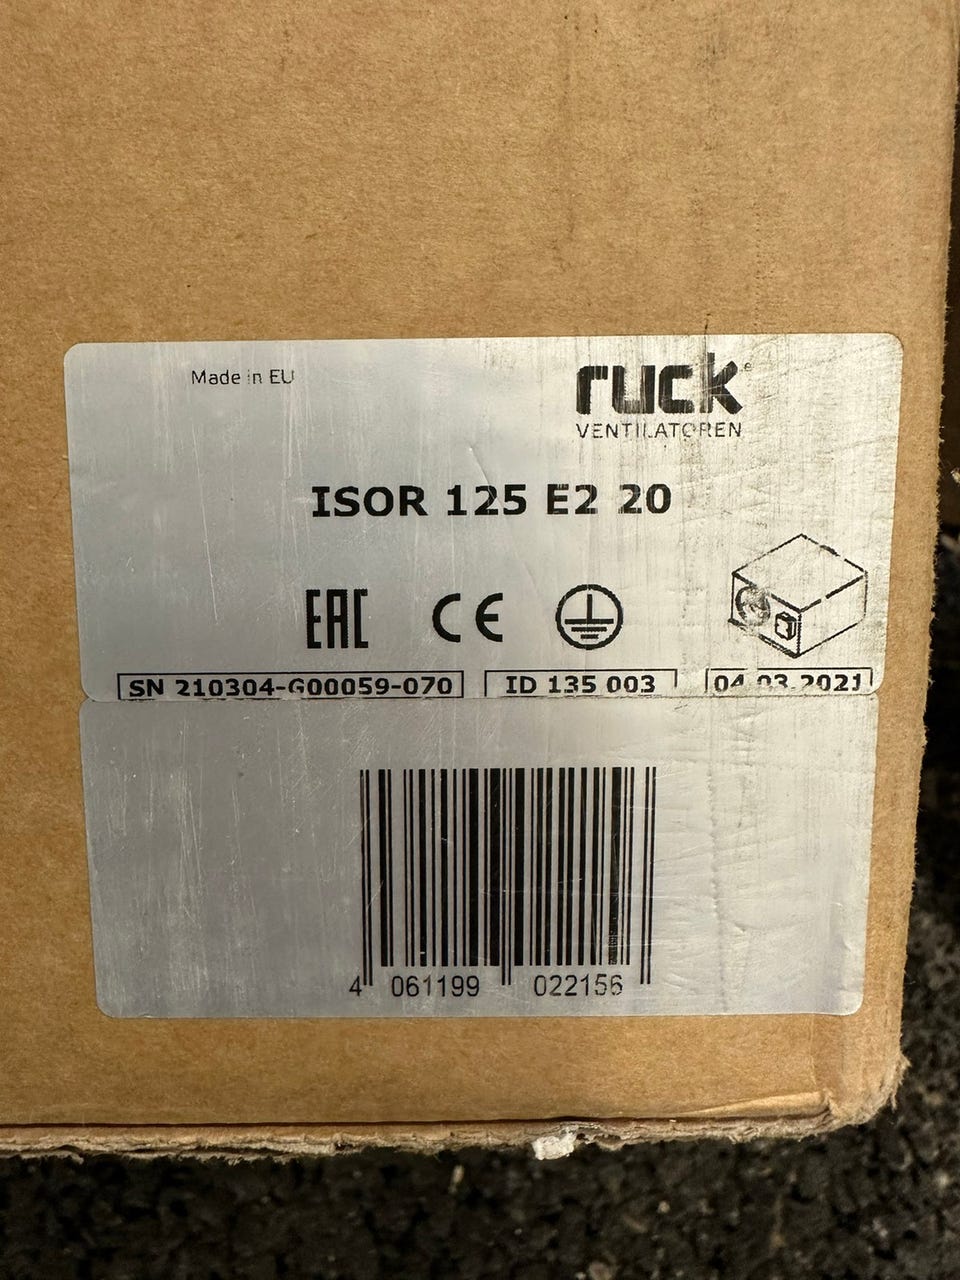 Made in EU
ruck
VENTILATOREN
ISOR 125 E2 20
EAC CE
SN 210304-G00059-070 ID 135 003 04.03.2021
4 061199 022156